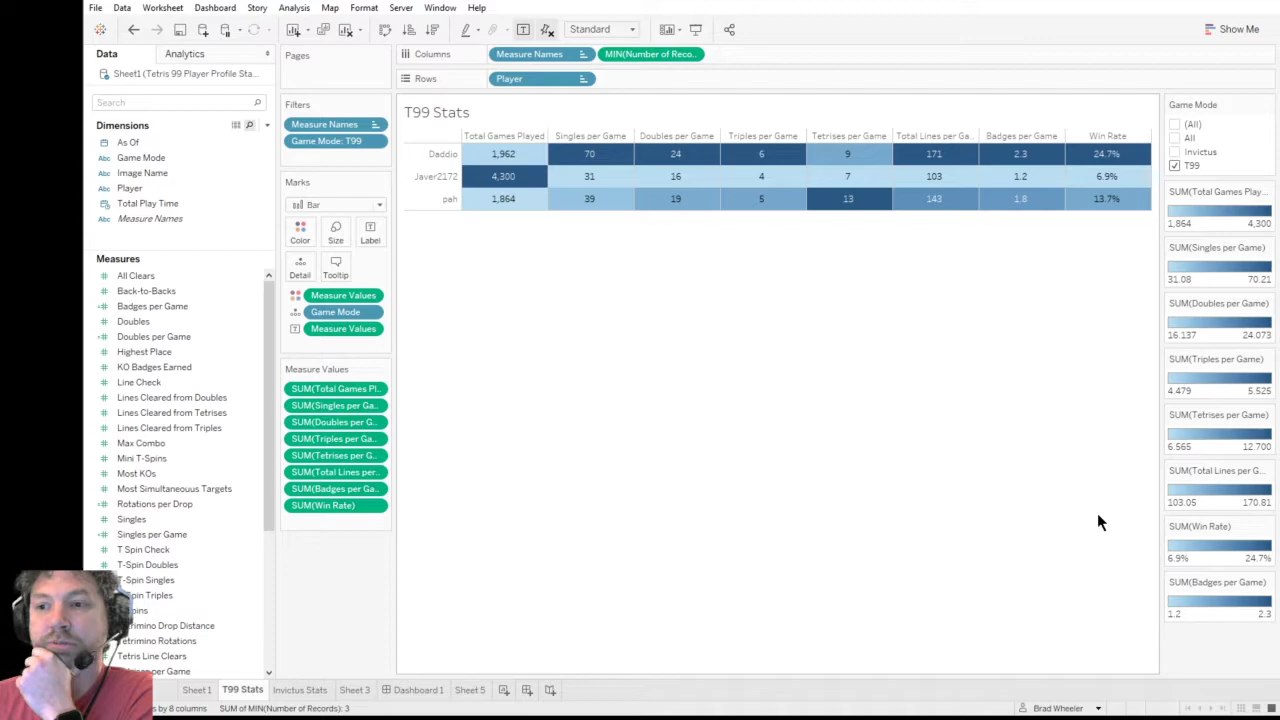 File Data Worksheet Dashboard Story Analysis Map Format Server Window Help
Standard
Show Me
Data Analytics
Sheet1 (Tetris 99 Player Profile Sta...
Search
Dimensions
As Of
Game Mode
Image Name
Player
Total Play Time
Measure Names
Measures
All Clears
Back-to-Backs
Badges per Game
Doubles
Doubles per Game
Highest Place
KO Badges Earned
Line Check
Lines Cleared from Doubles
Lines Cleared from Tetrises
Lines Cleared from Triples
Max Combo
Mini T-Spins
Most KOs
Most Simultaneouus Targets
Rotations per Drop
Singles
Singles per Game
T Spin Check
T-Spin Doubles
T-Spin Singles
Spin Triples
pins
etrimino Drop Distance
etrimino Rotations
etris Line Clears
etrises per Game
Pages
Filters
Measure Names
Game Mode: T99
Marks
Bar
Color Size Label
Detail Tooltip
Measure Values
Game Mode
Measure Values
Measure Values
SUM(Total Games Pl..
SUM(Singles per Ga..
SUM(Doubles per G..
SUM(Triples per Ga..
SUM(Tetrises per G..
SUM(Total Lines per..
SUM(Badges per Ga..
SUM(Win Rate)
Columns Measure Names MIN(Number of Reco..
Rows Player
T99 Stats
Total Games Played Singles per Game Doubles per Game Triples per Game Tetrises per Game Total Lines per Ga.. Badges per Game Win Rate
Daddio 1,962 70 24 6 9 171 2.3 24.7%
Javer2172 4,300 31 16 4 7 103 1.2 6.9%
pah 1,864 39 19 5 13 143 1.8 13.7%
Game Mode
(All)
All
Invictus
T99
SUM(Total Games Play...
1,864 4,300
SUM(Singles per Game)
31.08 70.21
SUM(Doubles per Game)
16.137 24.073
SUM(Triples per Game)
4.479 5.525
SUM(Tetrises per Game)
6.565 12.700
SUM(Total Lines per G...
103.05 170.81
SUM(Win Rate)
6.9% 24.7%
SUM(Badges per Game)
1.2 2.3
Sheet 1 T99 Stats Invictus Stats Sheet 3 Dashboard 1 Sheet 5
s by 8 columns SUM of MIN(Number of Records): 3 Brad Wheeler